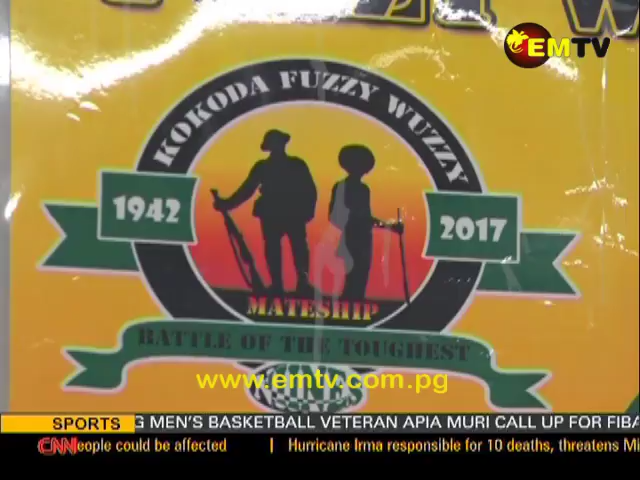 EMTV
KOKODA FUZZY WUZZY
1942
2017
MATESHIP
BATTLE OF THE TOUGHEST
www.emtv.com.pg
SPORTS
G MEN'S BASKETBALL VETERAN APIA MURI CALL UP FOR FIBA
CNN
eople could be affected | Hurricane Irma responsible for 10 deaths, threatens Mi